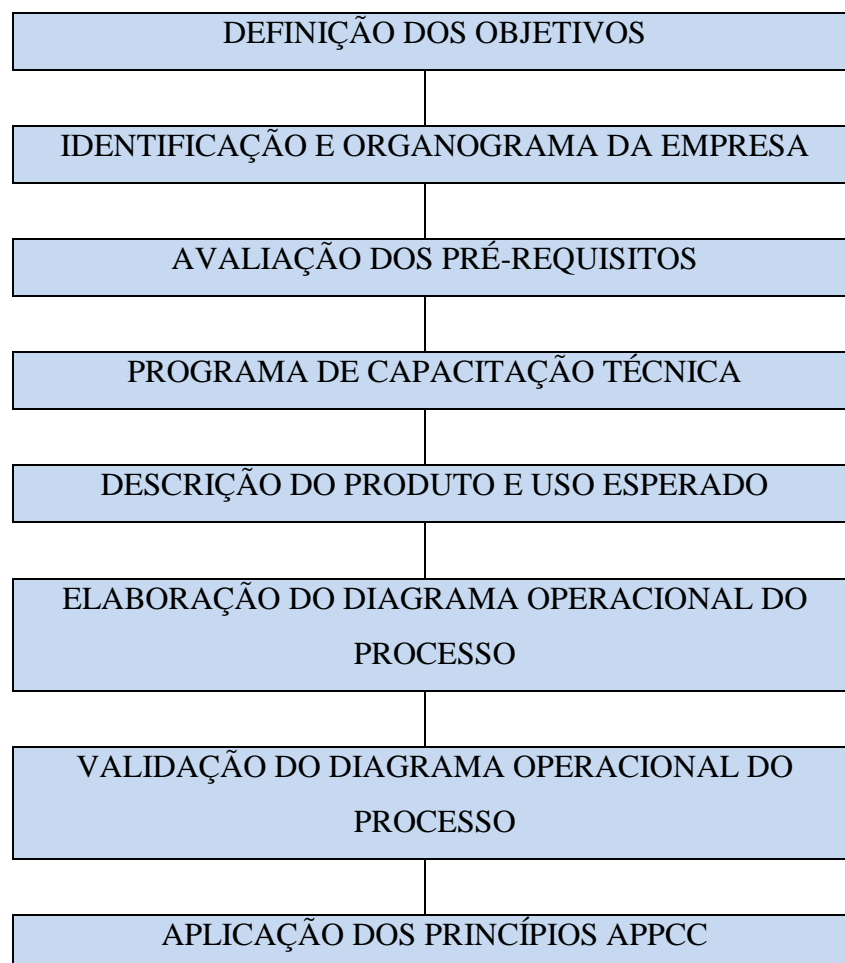 DEFINIÇÃO DOS OBJETIVOS
IDENTIFICAÇÃO E ORGANOGRAMA DA EMPRESA
AVALIAÇÃO DOS PRÉ-REQUISITOS
PROGRAMA DE CAPACITAÇÃO TÉCNICA
DESCRIÇÃO DO PRODUTO E USO ESPERADO
ELABORAÇÃO DO DIAGRAMA OPERACIONAL DO
PROCESSO
VALIDAÇÃO DO DIAGRAMA OPERACIONAL DO
PROCESSO
APLICAÇÃO DOS PRINCÍPIOS APPCC